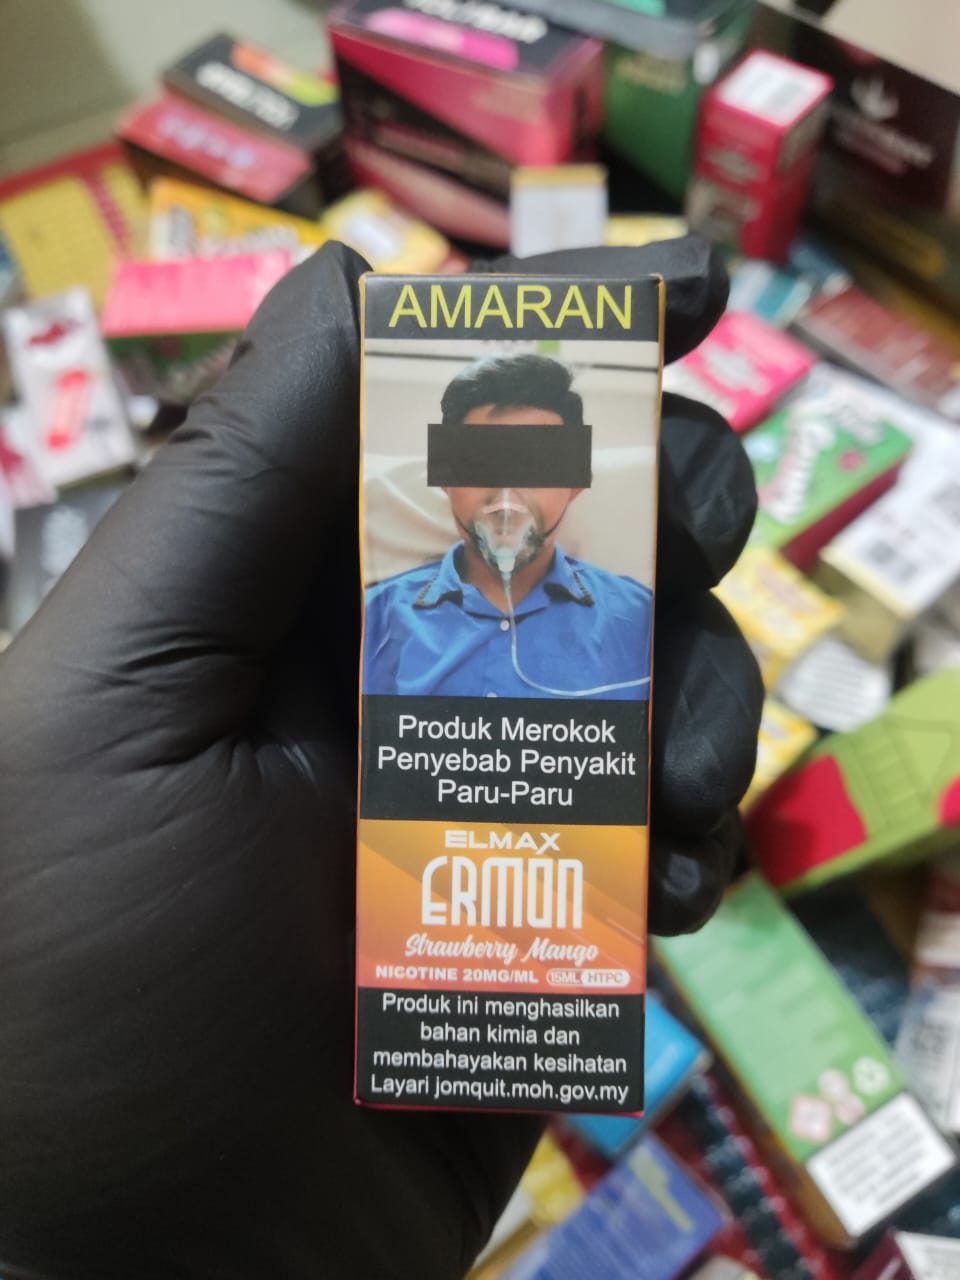 AMARAN
Produk Merokok
Penyebab Penyakit
Paru-Paru
ELMAX
ERMON
Strawberry Mango
NICOTINE 20MG/ML 15ML HTPC
Produk ini menghasilkan
bahan kimia dan
membahayakan kesihatan
Layari jomquit.moh.gov.my